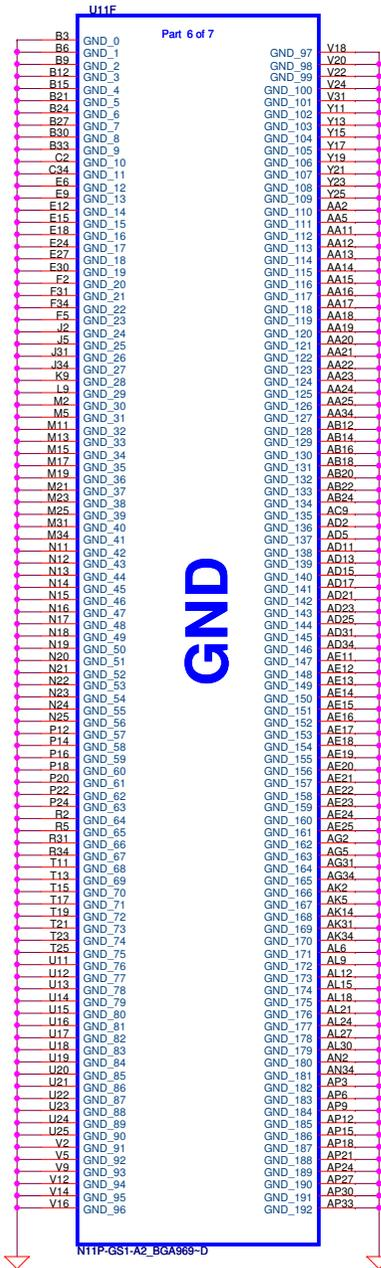 U11F
Part 6 of 7
B3 GND_0
B6 GND_1 GND_97 V18
B9 GND_2 GND_98 V20
B12 GND_3 GND_99 V22
B15 GND_4 GND_100 V24
B21 GND_5 GND_101 V31
B24 GND_6 GND_102 Y11
B27 GND_7 GND_103 Y13
B30 GND_8 GND_104 Y15
B33 GND_9 GND_105 Y17
C2 GND_10 GND_106 Y19
C34 GND_11 GND_107 Y21
E6 GND_12 GND_108 Y23
E9 GND_13 GND_109 Y25
E12 GND_14 GND_110 AA2
E15 GND_15 GND_111 AA5
E18 GND_16 GND_112 AA11
E24 GND_17 GND_113 AA12
E27 GND_18 GND_114 AA13
E30 GND_19 GND_115 AA14
F2 GND_20 GND_116 AA15
F31 GND_21 GND_117 AA16
F34 GND_22 GND_118 AA17
F5 GND_23 GND_119 AA18
J2 GND_24 GND_120 AA19
J5 GND_25 GND_121 AA20
J31 GND_26 GND_122 AA21
J34 GND_27 GND_123 AA22
K9 GND_28 GND_124 AA23
L9 GND_29 GND_125 AA24
M2 GND_30 GND_126 AA25
M5 GND_31 GND_127 AA34
M11 GND_32 GND_128 AB12
M13 GND_33 GND_129 AB14
M15 GND_34 GND_130 AB16
M17 GND_35 GND_131 AB18
M19 GND_36 GND_132 AB20
M21 GND_37 GND_133 AB22
M23 GND_38 GND_134 AB24
M25 GND_39 GND_135 AC9
M31 GND_40 GND_136 AD2
M34 GND_41 GND_137 AD5
N11 GND_42 GND_138 AD11
N12 GND_43 GND_139 AD13
N13 GND_44 GND_140 AD15
N14 GND_45 GND_141 AD17
N15 GND_46 GND_142 AD21
N16 GND_47 GND_143 AD23
N17 GND_48 GND_144 AD25
N18 GND_49 GND_145 AD31
N19 GND_50 GND_146 AD34
N20 GND_51 GND_147 AE11
N21 GND_52 GND_148 AE12
N22 GND_53 GND_149 AE13
N23 GND_54 GND_150 AE14
N24 GND_55 GND_151 AE15
N25 GND_56 GND_152 AE16
P12 GND_57 GND_153 AE17
P14 GND_58 GND_154 AE18
P16 GND_59 GND_155 AE19
P18 GND_60 GND_156 AE20
P20 GND_61 GND_157 AE21
P22 GND_62 GND_158 AE22
P24 GND_63 GND_159 AE23
R2 GND_64 GND_160 AE24
R5 GND_65 GND_161 AE25
R31 GND_66 GND_162 AG2
R34 GND_67 GND_163 AG5
T11 GND_68 GND_164 AG31
T13 GND_69 GND_165 AG34
T15 GND_70 GND_166 AK2
T17 GND_71 GND_167 AK5
T19 GND_72 GND_168 AK14
T21 GND_73 GND_169 AK31
T23 GND_74 GND_170 AK34
T25 GND_75 GND_171 AL6
U11 GND_76 GND_172 AL9
U12 GND_77 GND_173 AL12
U13 GND_78 GND_174 AL15
U14 GND_79 GND_175 AL18
U15 GND_80 GND_176 AL21
U16 GND_81 GND_177 AL24
U17 GND_82 GND_178 AL27
U18 GND_83 GND_179 AL30
U19 GND_84 GND_180 AN2
U20 GND_85 GND_181 AN34
U21 GND_86 GND_182 AP3
U22 GND_87 GND_183 AP6
U23 GND_88 GND_184 AP9
U24 GND_89 GND_185 AP12
U25 GND_90 GND_186 AP15
V2 GND_91 GND_187 AP18
V5 GND_92 GND_188 AP21
V9 GND_93 GND_189 AP24
V12 GND_94 GND_190 AP27
V14 GND_95 GND_191 AP30
V16 GND_96 GND_192 AP33
GND
N11P-GS1-A2_BGA969~D